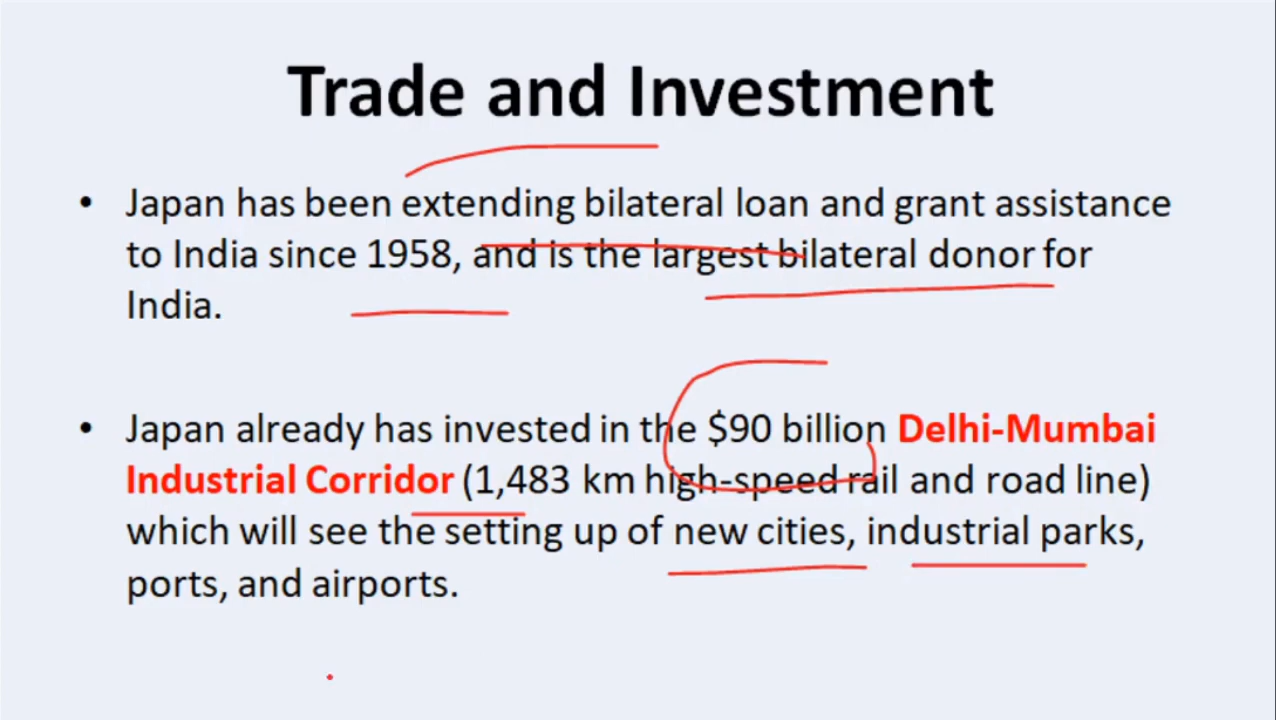 Trade and Investment
• Japan has been extending bilateral loan and grant assistance
to India since 1958, and is the largest bilateral donor for
India.
• Japan already has invested in the $90 billion Delhi-Mumbai
Industrial Corridor (1,483 km high-speed rail and road line)
which will see the setting up of new cities, industrial parks,
ports, and airports.